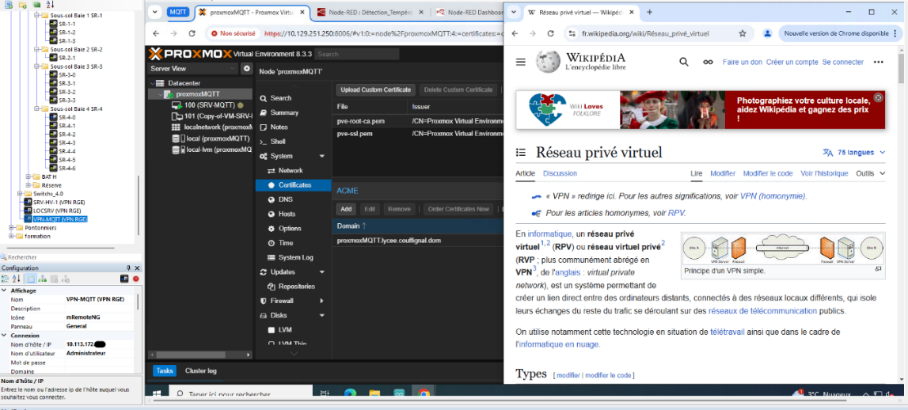 Sous-col Baie 1 SR-1
SR-1-1
SR-1-2
SR-1-3
Sous-col Baie 2 SR-2
SR-2-1
Sous-col Baie 3 SR-3
SR-3-0
SR-3-1
SR-3-2
SR-3-3
Sous-col Baie 4 SR-4
SR-4-0
SR-4-1
SR-4-2
SR-4-3
SR-4-4
SR-4-5
SR-4-6
BAT H
Réserve
Switchs_4.0
SRV-HV-1 (VPN RGE)
LOCSRV (VPN RGE)
VPN-MQTT (VPN RGE)
Pontonniers
formation
Rechercher
Configuration
Affichage
Nom VPN-MQTT (VPN RGE)
Description
Icône mRemoteNG
Panneau General
Connexion
Nom d'hôte / IP 10.113.172
Nom d'utilisateur Administrateur
Mot de passe
Domaine
Nom d'hôte / IP
Entrez le nom ou l'adresse ip de l'hôte auquel vous souhaitez vous connecter.
MQTT
proxmoxMQTT - Proxmox Virtu
Node-RED : Détection_Tempé
Node-RED Dashboa
Non sécurisé https://10.129.251.250:8006/#v1:0:=node%2FproxmoxMQTT:4:=certificates:=c
PROXMOX Virtual Environment 8.3.3 Search
Server View
Datacenter
proxmoxMQTT
100 (SRV-MQTT)
101 (Copy-of-VM-SRV-
localnetwork (proxmoxM
local (proxmoxMQTT)
local-lvm (proxmoxMQ
Node 'proxmoxMQTT'
Search
Summary
Notes
Shell
System
Network
Certificates
DNS
Hosts
Options
Time
System Log
Updates
Repositories
Firewall
Disks
LVM
LVM-Thin
Upload Custom Certificate Delete Custom Certificate
File Issuer
pve-root-ca.pem /CN=Proxmox Virtual Environme
pve-ssl.pem /CN=Proxmox Virtual Environme
ACME
Add Edit Remove Order Certificates Now
Domain ↑
proxmoxMQTT.lycee.couffignal.dom
Tasks Cluster log
Taper ici pour rechercher
3°C Nuageux
Réseau privé virtuel — Wikipéd
fr.wikipedia.org/wiki/Réseau_privé_virtuel
Nouvelle version de Chrome disponible
WIKIPÉDIA
L'encyclopédie libre
Faire un don Créer un compte Se connecter
Wiki Loves
FOLKLORE
Photographiez votre culture locale, aidez Wikipédia et gagnez des prix !
Réseau privé virtuel
75 langues
Article Discussion Lire Modifier Modifier le code Voir l'historique Outils
« VPN » redirige ici. Pour les autres significations, voir VPN (homonymie).
Pour les articles homonymes, voir RPV.
En informatique, un réseau privé
virtuel1,2 (RPV) ou réseau virtuel privé2
(RVP ; plus communément abrégé en
VPN3, de l'anglais : virtual private
network), est un système permettant de
créer un lien direct entre des ordinateurs distants, connectés à des réseaux locaux différents, qui isole
leurs échanges du reste du trafic se déroulant sur des réseaux de télécommunication publics.
Principe d'un VPN simple.
On utilise notamment cette technologie en situation de télétravail ainsi que dans le cadre de
l'informatique en nuage.
Types [modifier | modifier le code]